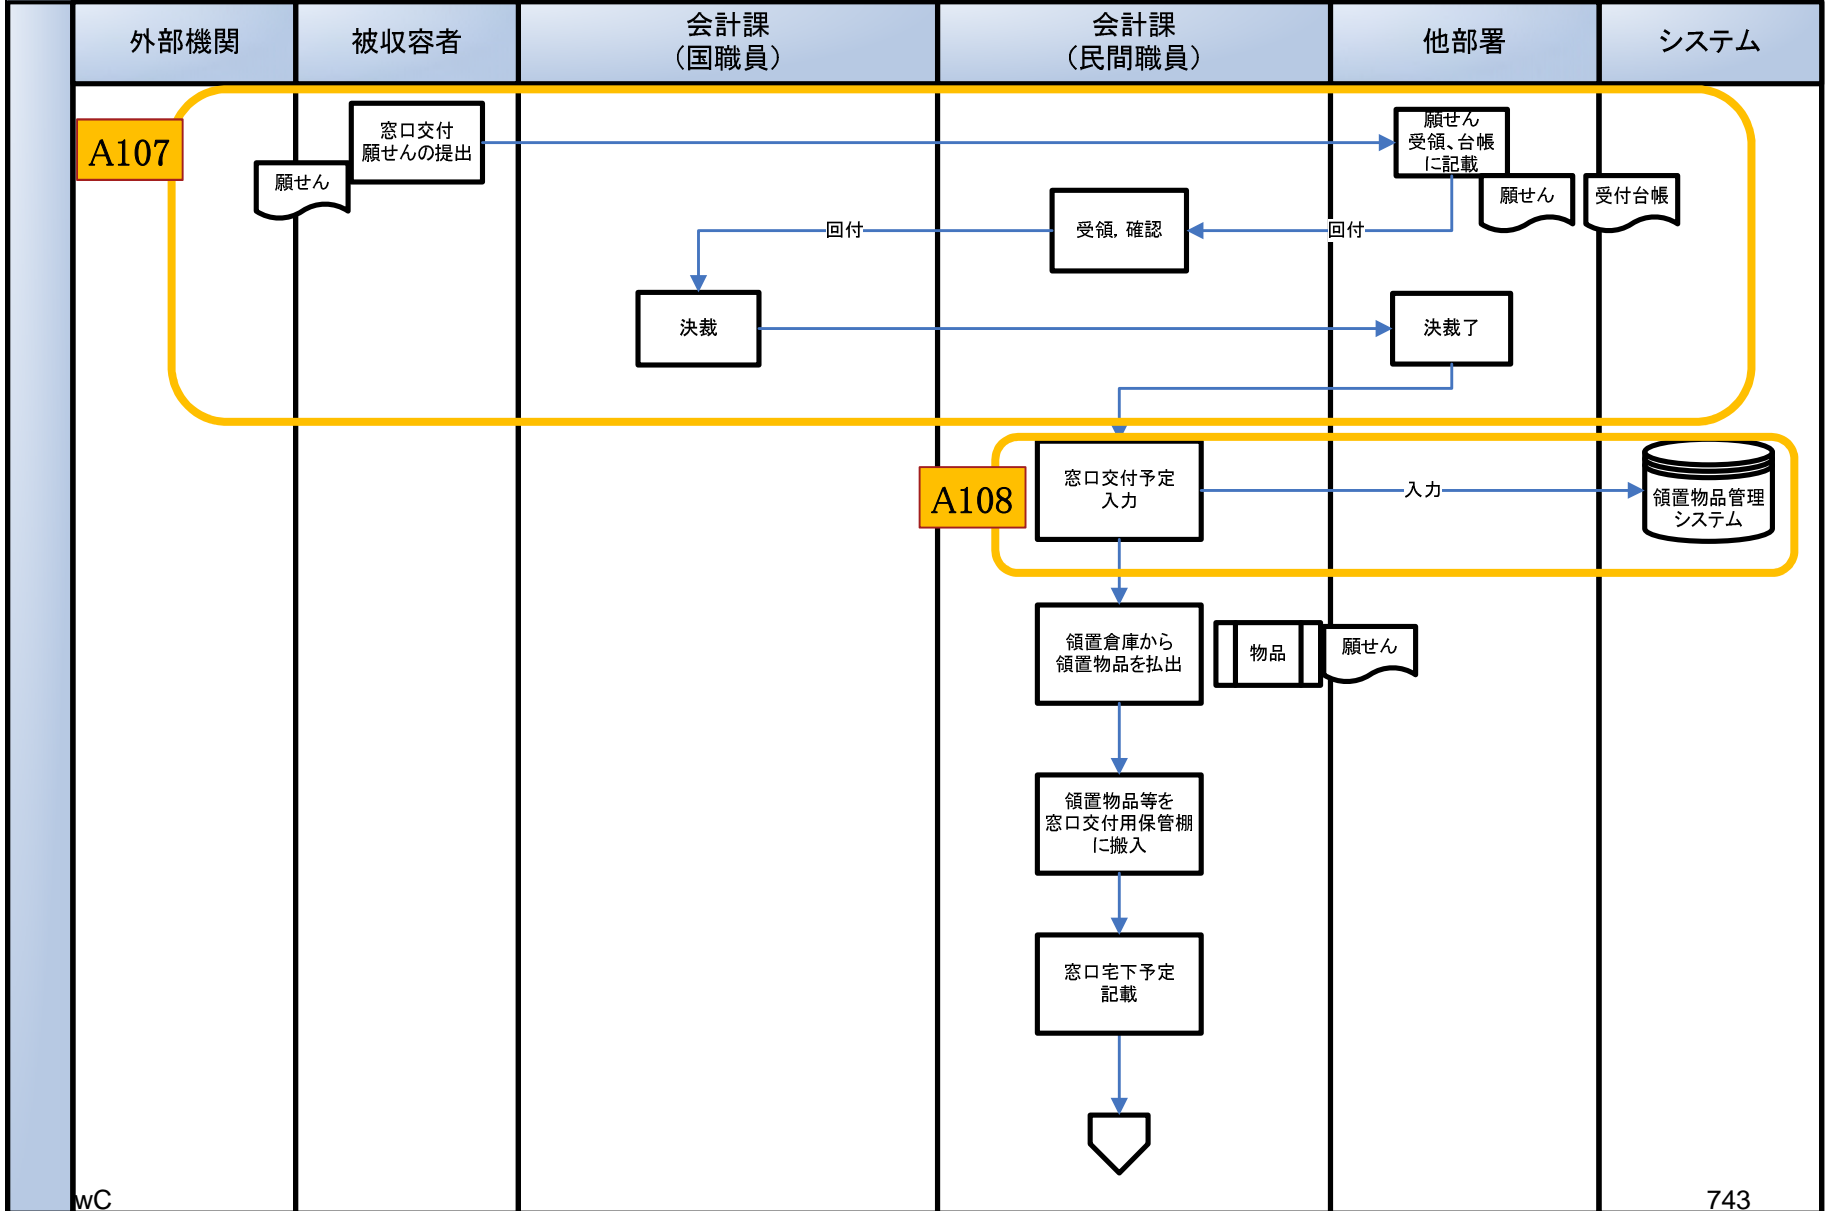 外部機関
被収容者
会計課
（国職員）
会計課
（民間職員）
他部署
システム
A107
窓口交付
願せんの提出
願せん
願せん
受領、台帳
に記載
願せん
受付台帳
回付
受領，確認
回付
決裁
決裁了
A108
窓口交付予定
入力
入力
領置物品管理
システム
領置倉庫から
領置物品を払出
物品
願せん
領置物品等を
窓口交付用保管棚
に搬入
窓口宅下予定
記載
wC
743